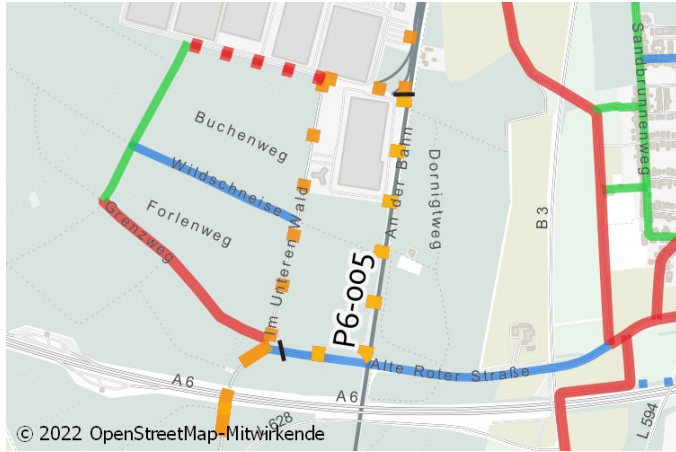 Sandbrunnenweg
Buchenweg
An der Bahn
Dornigtweg
Wildschneise
Forlenweg
Grenzweg
Im Unteren Wald
B 3
P6-005
Alte Roter Straße
A 6
A 6
L 628
L 594
© 2022 OpenStreetMap-Mitwirkende